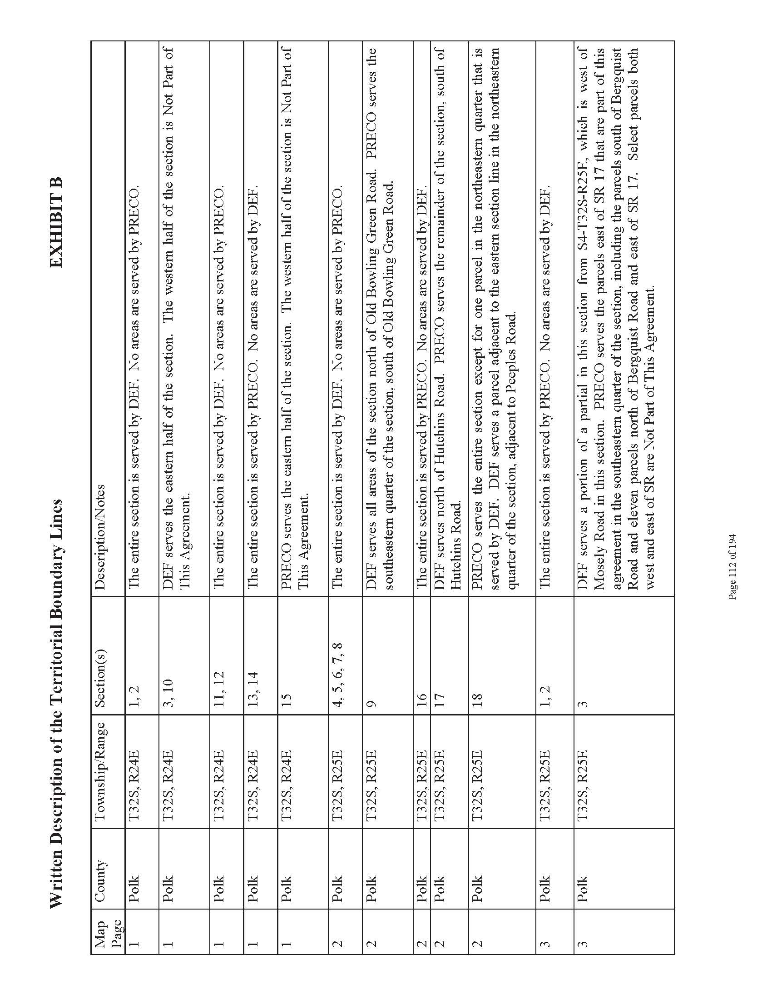 Written Description of the Territorial Boundary Lines EXHIBIT B
Map Page County Township/Range Section(s) Description/Notes
1 Polk T32S, R24E 1, 2 The entire section is served by DEF. No areas are served by PRECO.
1 Polk T32S, R24E 3, 10 DEF serves the eastern half of the section. The western half of the section is Not Part of
This Agreement.
1 Polk T32S, R24E 11, 12 The entire section is served by DEF. No areas are served by PRECO.
1 Polk T32S, R24E 13, 14 The entire section is served by PRECO. No areas are served by DEF.
1 Polk T32S, R24E 15 PRECO serves the eastern half of the section. The western half of the section is Not Part of
This Agreement.
2 Polk T32S, R25E 4, 5, 6, 7, 8 The entire section is served by DEF. No areas are served by PRECO.
2 Polk T32S, R25E 9 DEF serves all areas of the section north of Old Bowling Green Road. PRECO serves the
southeastern quarter of the section, south of Old Bowling Green Road.
2 Polk T32S, R25E 16 The entire section is served by PRECO. No areas are served by DEF.
2 Polk T32S, R25E 17 DEF serves north of Hutchins Road. PRECO serves the remainder of the section, south of
Hutchins Road.
2 Polk T32S, R25E 18 PRECO serves the entire section except for one parcel in the northeastern quarter that is
served by DEF. DEF serves a parcel adjacent to the eastern section line in the northeastern
quarter of the section, adjacent to Peeples Road.
3 Polk T32S, R25E 1, 2 The entire section is served by PRECO. No areas are served by DEF.
3 Polk T32S, R25E 3 DEF serves a portion of a partial in this section from S4-T32S-R25E, which is west of
Mosely Road in this section. PRECO serves the parcels east of SR 17 that are part of this
agreement in the southeastern quarter of the section, including the parcels south of Bergquist
Road and eleven parcels north of Bergquist Road and east of SR 17. Select parcels both
west and east of SR are Not Part of This Agreement.
Page 112 of 194